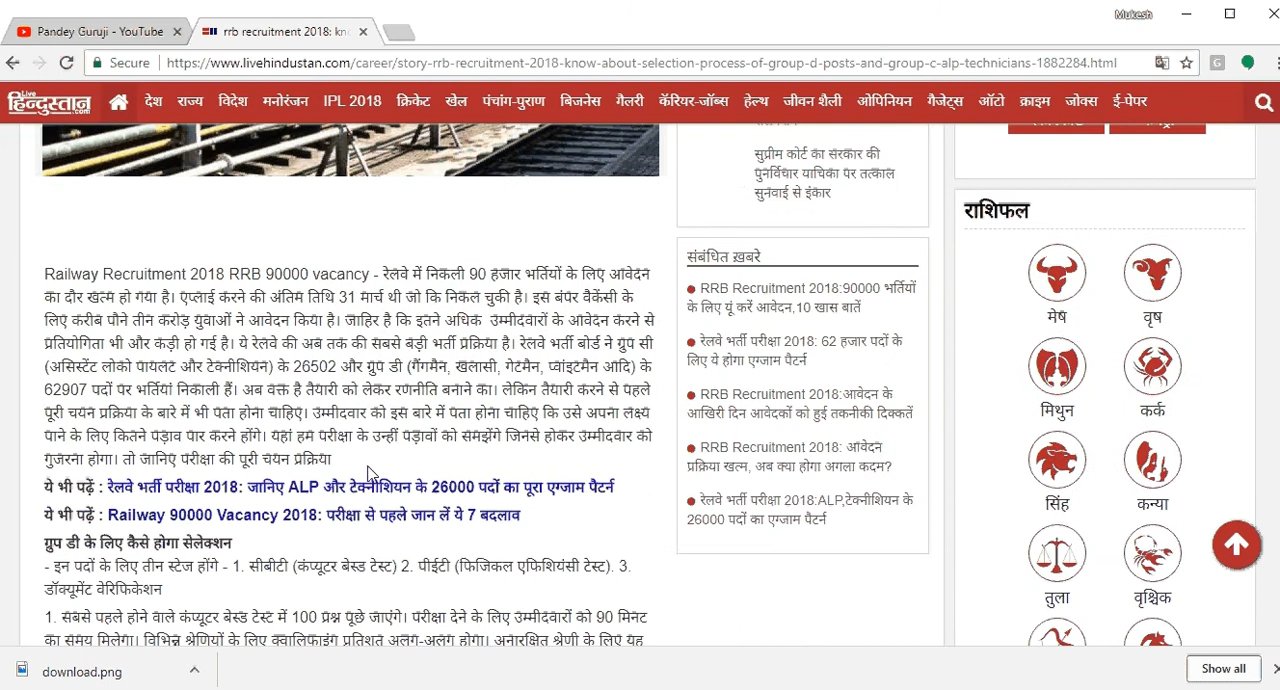 Mukesh
Pandey Guruji - YouTube
rrb recruitment 2018: kn
Secure
https://www.livehindustan.com/career/story-rrb-recruitment-2018-know-about-selection-process-of-group-d-posts-and-group-c-alp-technicians-1882284.html
Live
हिन्दुस्तान
.com
देश राज्य विदेश मनोरंजन IPL 2018 क्रिकेट खेल पंचांग-पुराण बिजनेस गैलरी कॅरियर-जॉब्स हेल्थ जीवन शैली ओपिनियन गैजेट्स ऑटो क्राइम जोक्स ई-पेपर
Railway Recruitment 2018 RRB 90000 vacancy - रेलवे में निकली 90 हजार भर्तियों के लिए आवेदन
का दौर खत्म हो गया है। एप्लाई करने की अंतिम तिथि 31 मार्च थी जो कि निकल चुकी है। इस बंपर वैकेंसी के
लिए करीब पौने तीन करोड़ युवाओं ने आवेदन किया है। जाहिर है कि इतने अधिक उम्मीदवारों के आवेदन करने से
प्रतियोगिता भी और कड़ी हो गई है। ये रेलवे की अब तक की सबसे बड़ी भर्ती प्रक्रिया है। रेलवे भर्ती बोर्ड ने ग्रुप सी
(असिस्टेंट लोको पायलट और टेक्नीशियन) के 26502 और ग्रुप डी (गैंगमैन, खलासी, गेटमैन, प्वांइटमैन आदि) के
62907 पदों पर भर्तियां निकाली हैं। अब वक्त है तैयारी को लेकर रणनीति बनाने का। लेकिन तैयारी करने से पहले
पूरी चयन प्रक्रिया के बारे में भी पता होना चाहिए। उम्मीदवार को इस बारे में पता होना चाहिए कि उसे अपना लक्ष्य
पाने के लिए कितने पड़ाव पार करने होंगे। यहां हम परीक्षा के उन्हीं पड़ावों को समझेंगे जिनसे होकर उम्मीदवार को
गुजरना होगा। तो जानिए परीक्षा की पूरी चयन प्रक्रिया
ये भी पढ़ें : रेलवे भर्ती परीक्षा 2018: जानिए ALP और टेक्नीशियन के 26000 पदों का पूरा एग्जाम पैटर्न
ये भी पढ़ें : Railway 90000 Vacancy 2018: परीक्षा से पहले जान लें ये 7 बदलाव
ग्रुप डी के लिए कैसे होगा सेलेक्शन
- इन पदों के लिए तीन स्टेज होंगे - 1. सीबीटी (कंप्यूटर बेस्ड टेस्ट) 2. पीईटी (फिजिकल एफिशियंसी टेस्ट). 3.
डॉक्यूमेंट वेरिफिकेशन
1. सबसे पहले होने वाले कंप्यूटर बेस्ड टेस्ट में 100 प्रश्न पूछे जाएंगे। परीक्षा देने के लिए उम्मीदवारों को 90 मिनट
का समय मिलेगा। विभिन्न श्रेणियों के लिए क्वालिफाइंग प्रतिशत अलग-अलग होगा। अनारक्षित श्रेणी के लिए यह
सुप्रीम कोर्ट का सरकार की
पुनर्विचार याचिका पर तत्काल
सुनवाई से इंकार
संबंधित ख़बरे
RRB Recruitment 2018:90000 भर्तियों
के लिए यूं करें आवेदन,10 खास बातें
रेलवे भर्ती परीक्षा 2018: 62 हजार पदों के
लिए ये होगा एग्जाम पैटर्न
RRB Recruitment 2018:आवेदन के
आखिरी दिन आवेदकों को हुई तकनीकी दिक्कतें
RRB Recruitment 2018: आवेदन
प्रक्रिया खत्म, अब क्या होगा अगला कदम?
रेलवे भर्ती परीक्षा 2018:ALP,टेक्नीशियन के
26000 पदों का एग्जाम पैटर्न
राशिफल
मेष वृष
मिथुन कर्क
सिंह कन्या
तुला वृश्चिक
download.png
Show all